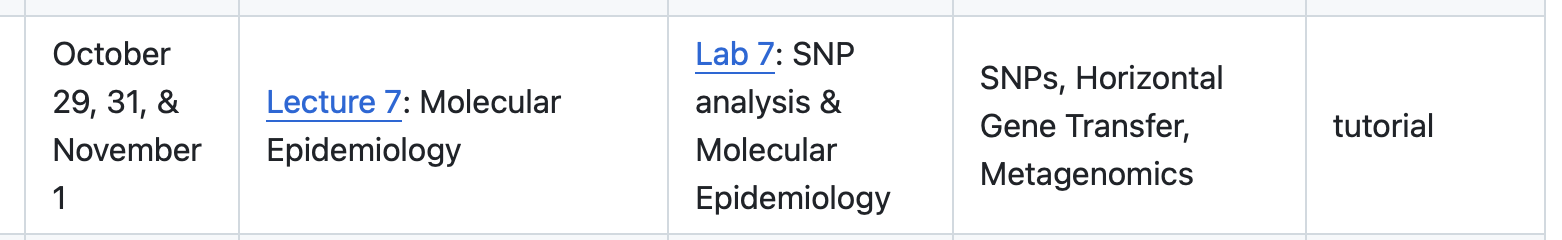 October
29, 31, &
November
1
Lecture 7: Molecular
Epidemiology
Lab 7: SNP
analysis &
Molecular
Epidemiology
SNPs, Horizontal
Gene Transfer,
Metagenomics
tutorial